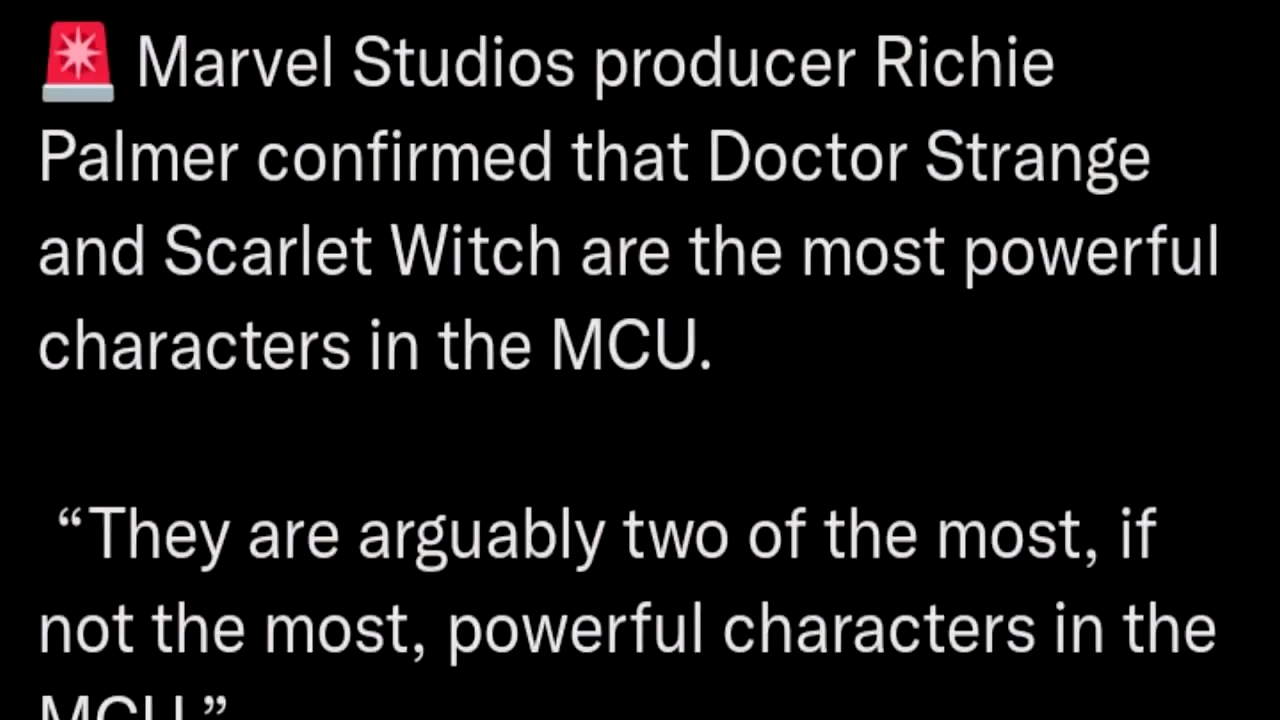 🚨 Marvel Studios producer Richie
Palmer confirmed that Doctor Strange
and Scarlet Witch are the most powerful
characters in the MCU.
“They are arguably two of the most, if
not the most, powerful characters in the
MCU.”